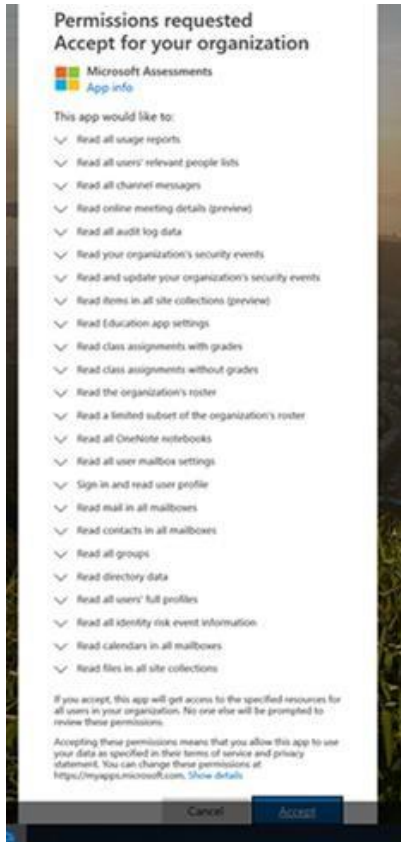 Permissions requested
Accept for your organization
Microsoft Assessments
App info
This app would like to:
Read all usage reports
Read all users' relevant people lists
Read all channel messages
Read online meeting details (preview)
Read all audit log data
Read your organization's security events
Read and update your organization's security events
Read items in all site collections (preview)
Read Education app settings
Read class assignments with grades
Read class assignments without grades
Read the organization's roster
Read a limited subset of the organization's roster
Read all OneNote notebooks
Read all user mailbox settings
Sign in and read user profile
Read mail in all mailboxes
Read contacts in all mailboxes
Read all groups
Read directory data
Read all users' full profiles
Read all identity risk event information
Read calendars in all mailboxes
Read files in all site collections
If you accept, this app will get access to the specified resources for
all users in your organization. No one else will be prompted to
review these permissions.
Accepting these permissions means that you allow this app to use
your data as specified in their terms of service and privacy
statement. You can change these permissions at
https://myapps.microsoft.com. Show details
Cancel
Accept